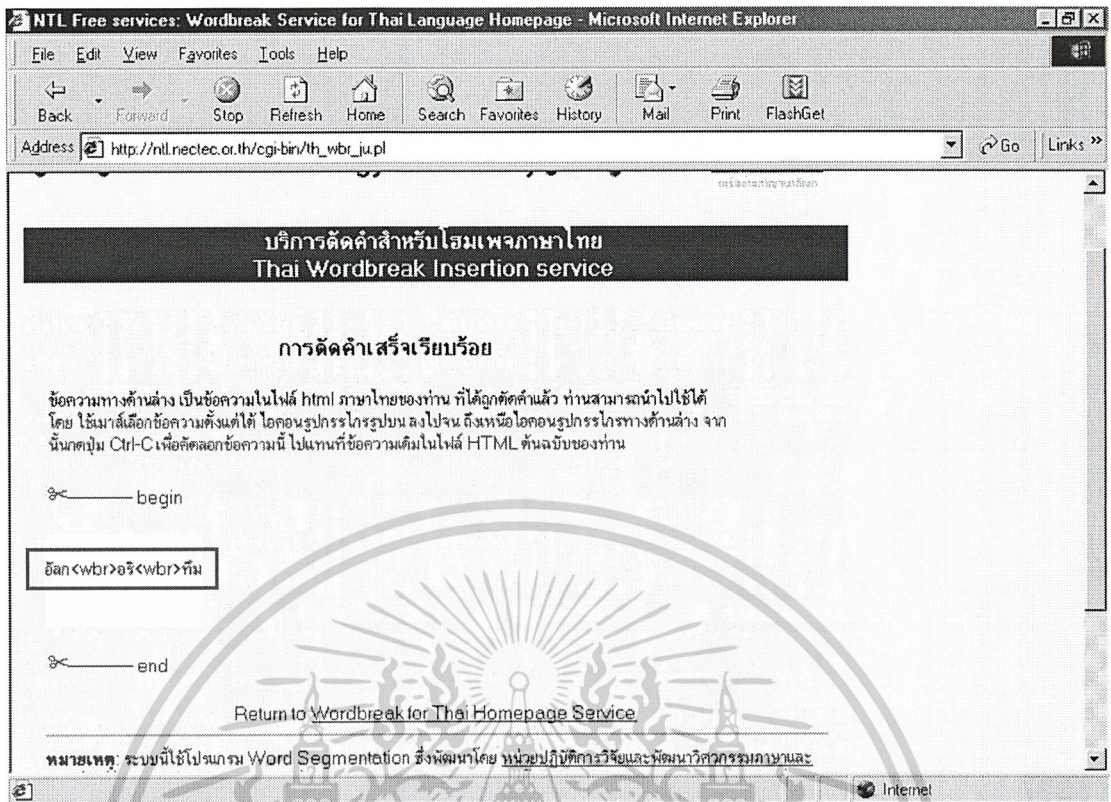 NTL Free services: Wordbreak Service for Thai Language Homepage - Microsoft Internet Explorer
File Edit View Favorites Tools Help
Back Forward Stop Refresh Home Search Favorites History Mail Print FlashGet
Address http://ntl.nectec.or.th/cgi-bin/th_wbr_ju.pl Go Links »
บริการตัดคำสำหรับโฮมเพจภาษาไทย
Thai Wordbreak Insertion service
การตัดคำเสร็จเรียบร้อย
ข้อความทางด้านล่าง เป็นข้อความในไฟล์ html ภาษาไทยของท่าน ที่ได้ถูกตัดคำแล้ว ท่านสามารถนำไปใช้ได้
โดย ใช้เมาส์เลือกข้อความตั้งแต่ใต้ ไอคอนรูปกรรไกรรูปบน ลงไปจน ถึงเหนือไอคอนรูปกรรไกรทางด้านล่าง จาก
นั้นกดปุ่ม Ctrl-C เพื่อคัดลอกข้อความนี้ ไปแทนที่ข้อความเดิมในไฟล์ HTML ต้นฉบับของท่าน
begin
อัลก<wbr>อริ<wbr>ทึม
end
Return to Wordbreak for Thai Homepage Service
หมายเหตุ: ระบบนี้ใช้โปรแกรม Word Segmentation ซึ่งพัฒนาโดย หน่วยปฏิบัติการวิจัยและพัฒนาวิศวกรรมภาษาและ
Internet